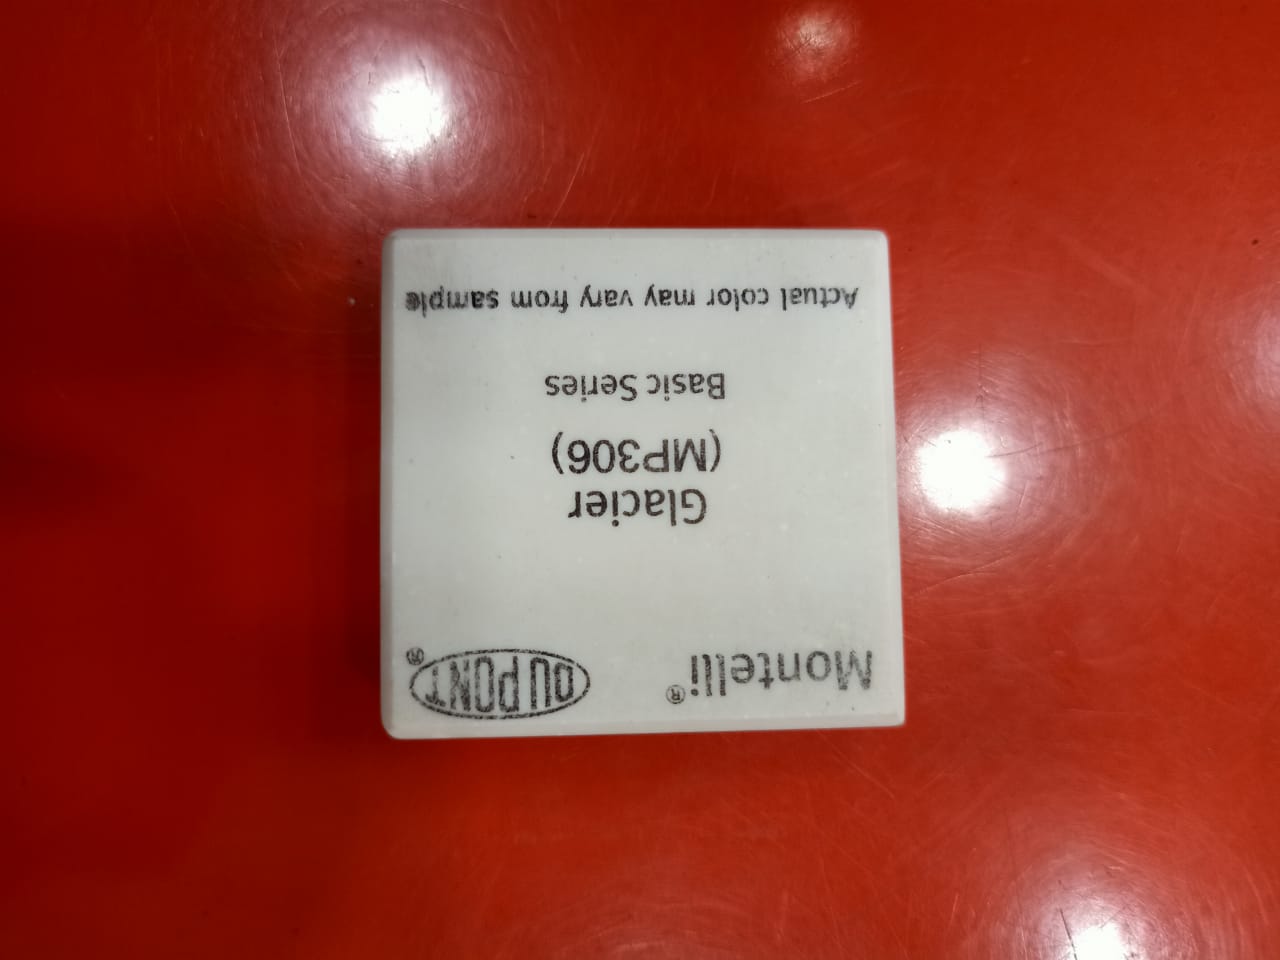 Montelli® DUPONT®
Glacier
(MP306)
Basic Series
Actual color may vary from sample